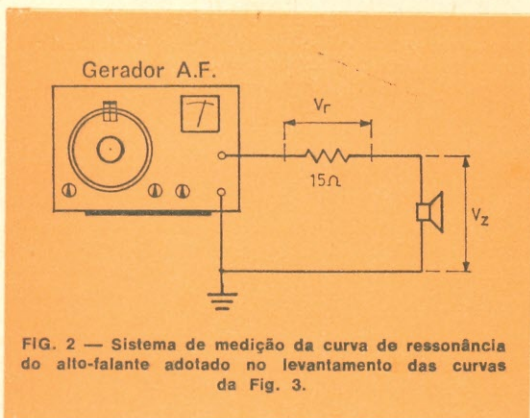 Gerador A.F.
Vr
15Ω
Vz
FIG. 2 — Sistema de medição da curva de ressonância
do alto-falante adotado no levantamento das curvas
da Fig. 3.